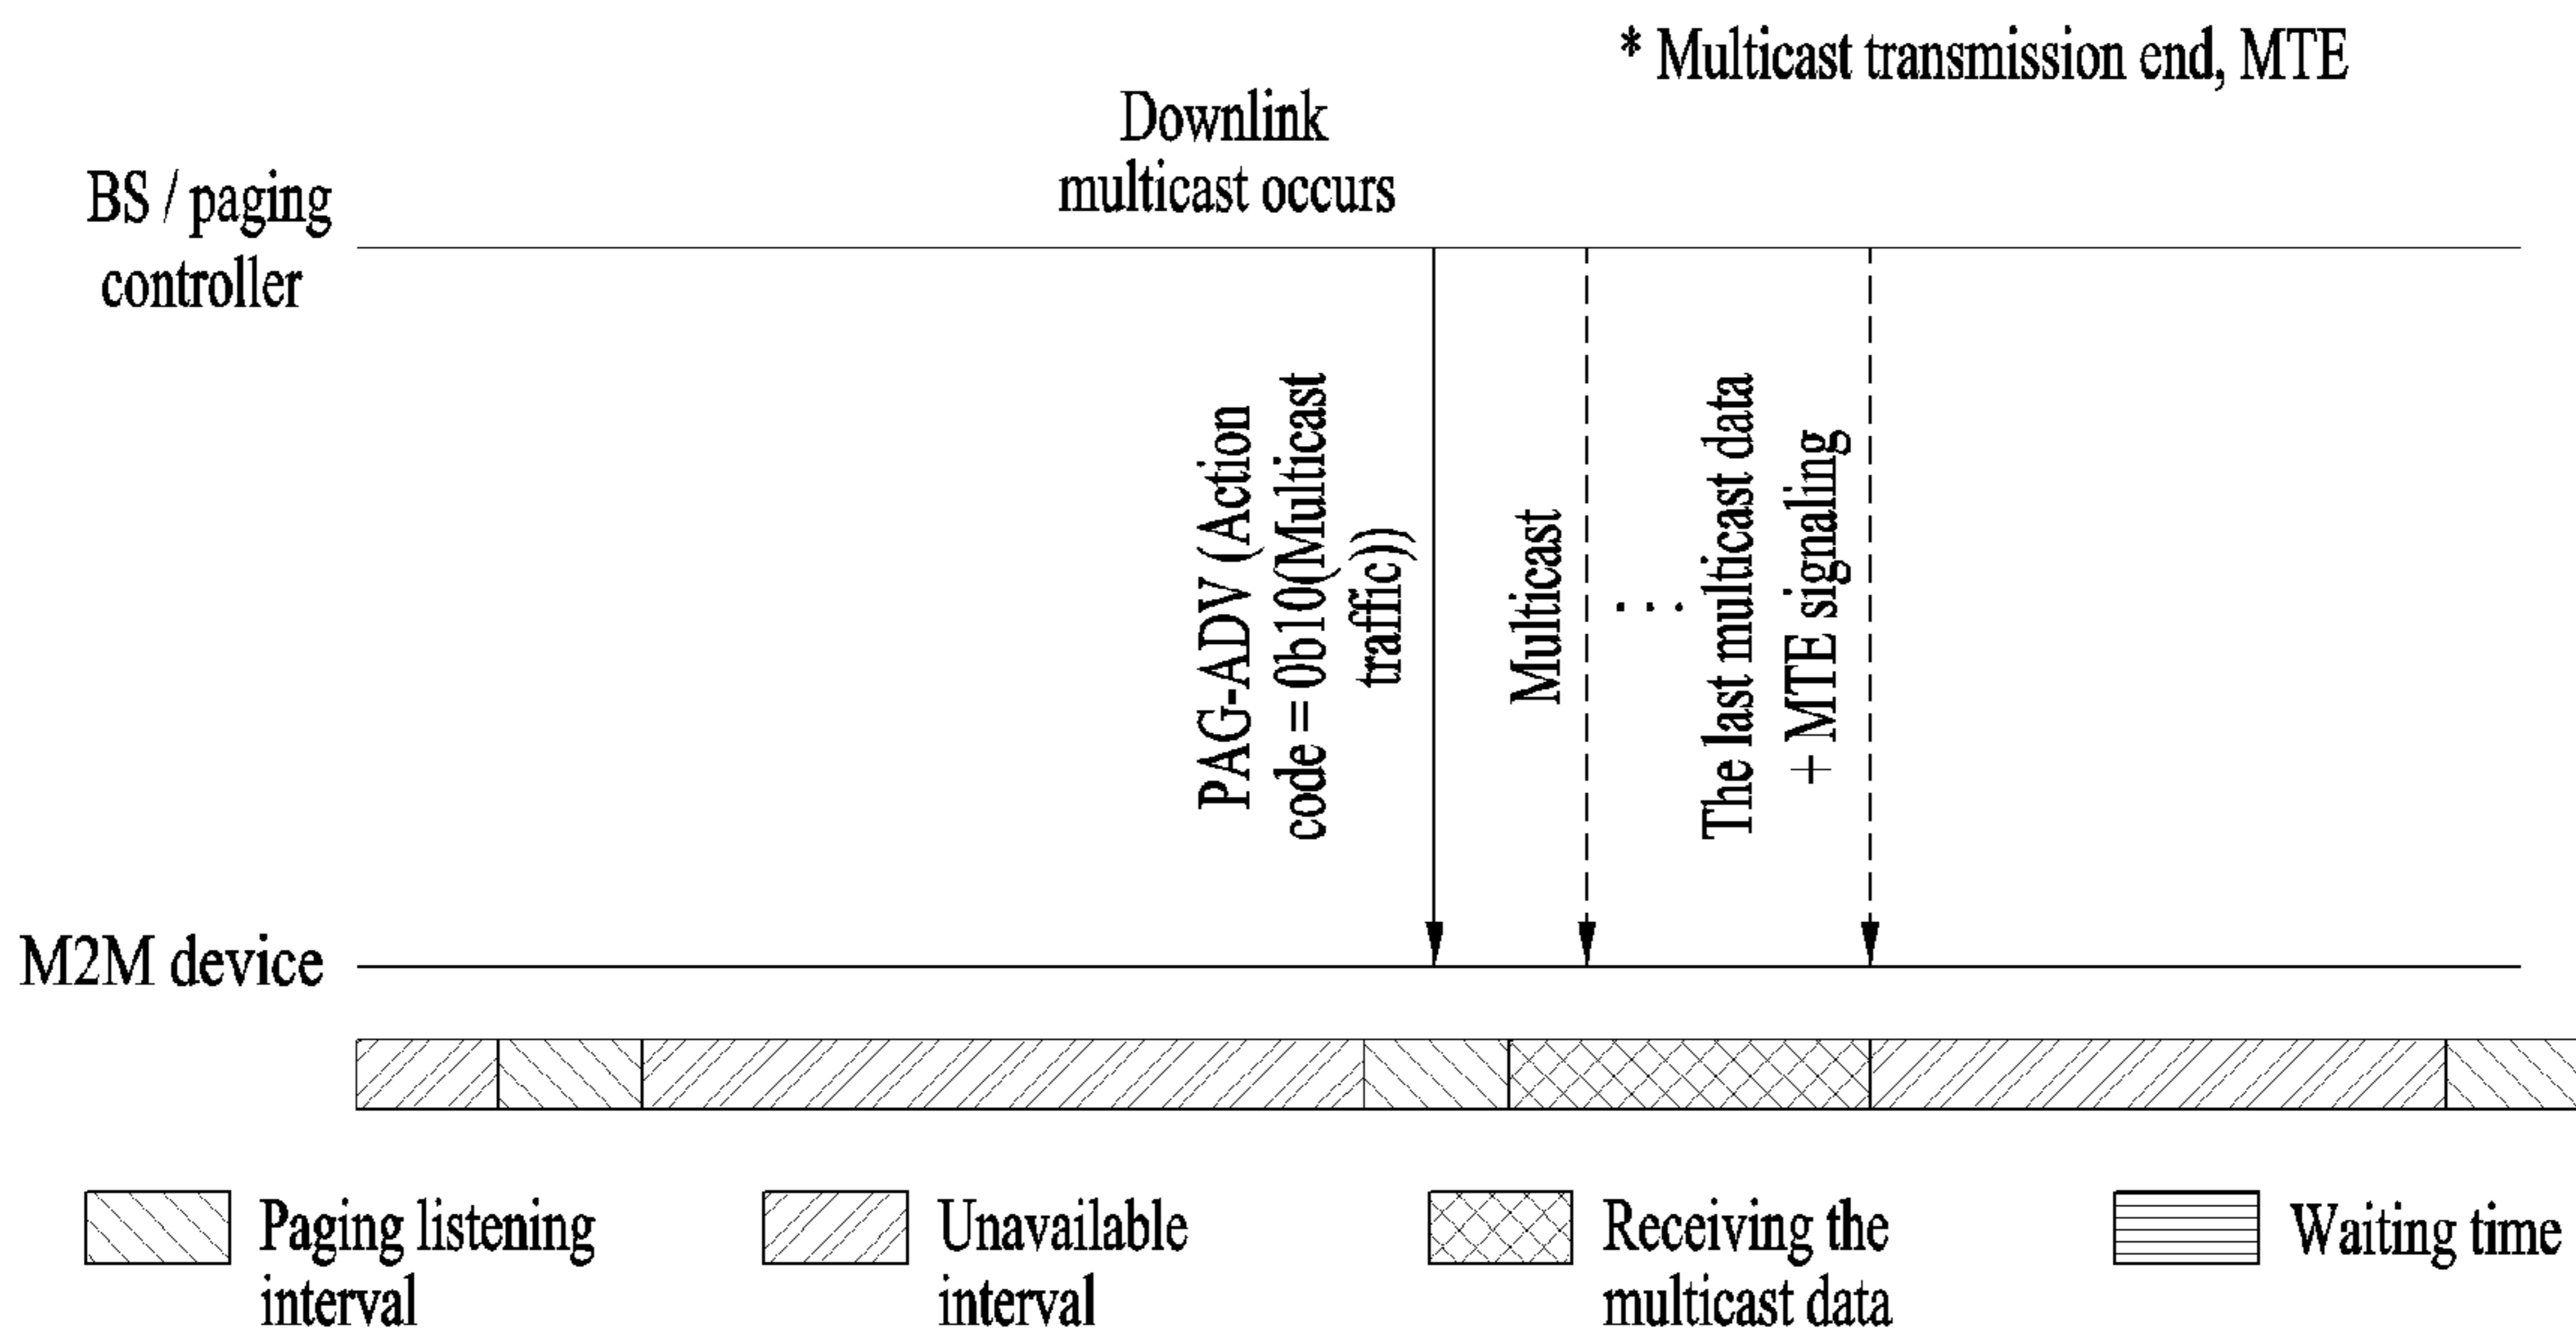 * Multicast transmission end, MTE
Downlink
multicast occurs
BS / paging
controller
PAG-ADV (Action
code = 0b10(Multicast
traffic))
Multicast
...
The last multicast data
+ MTE signaling
M2M device
Paging listening
interval
Unavailable
interval
Receiving the
multicast data
Waiting time